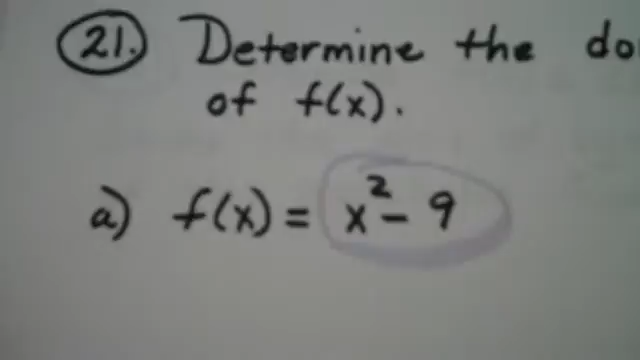 21. Determine the
of f(x).
a) f(x) = x² - 9